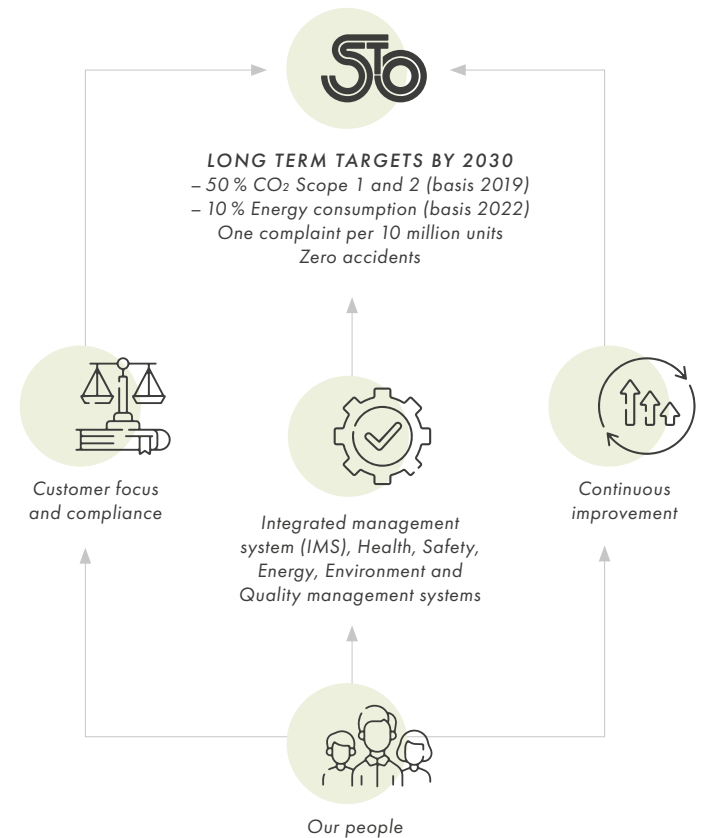 STO
LONG TERM TARGETS BY 2030
– 50 % CO₂ Scope 1 and 2 (basis 2019)
– 10 % Energy consumption (basis 2022)
One complaint per 10 million units
Zero accidents
Customer focus
and compliance
Integrated management
system (IMS), Health, Safety,
Energy, Environment and
Quality management systems
Continuous
improvement
Our people